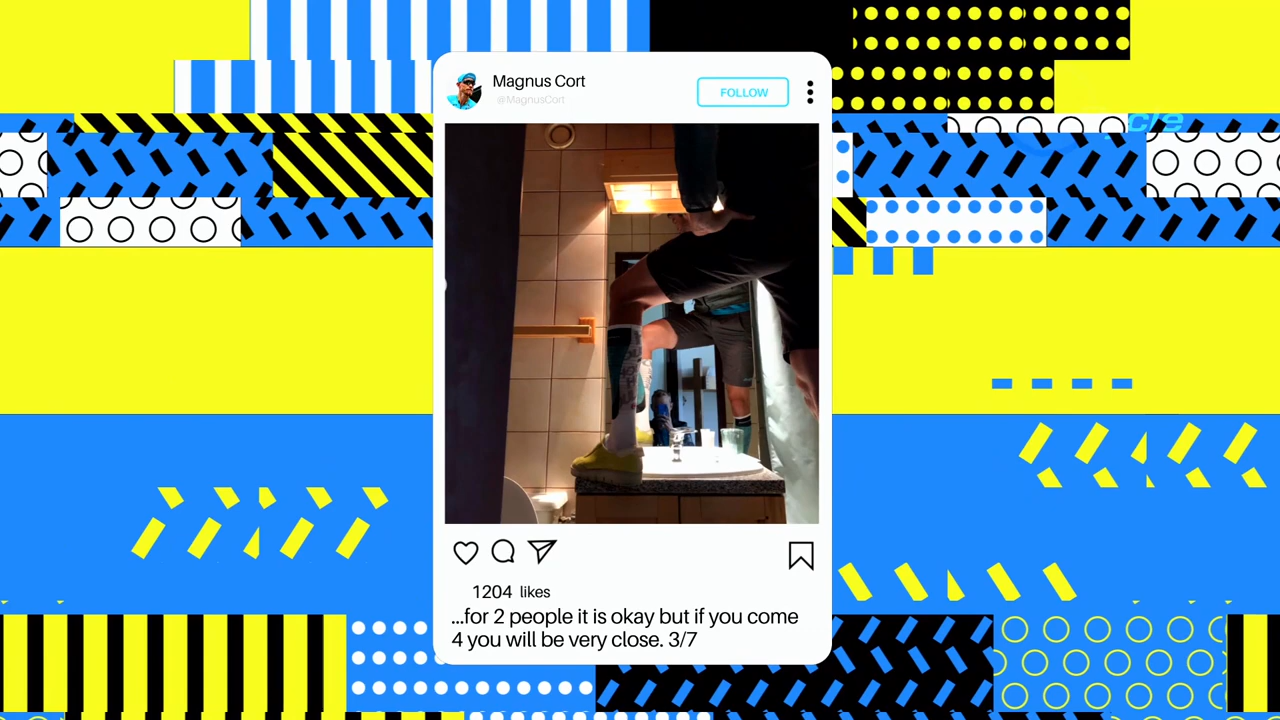 Magnus Cort
@MagnusCort
FOLLOW
1204 likes
...for 2 people it is okay but if you come
4 you will be very close. 3/7